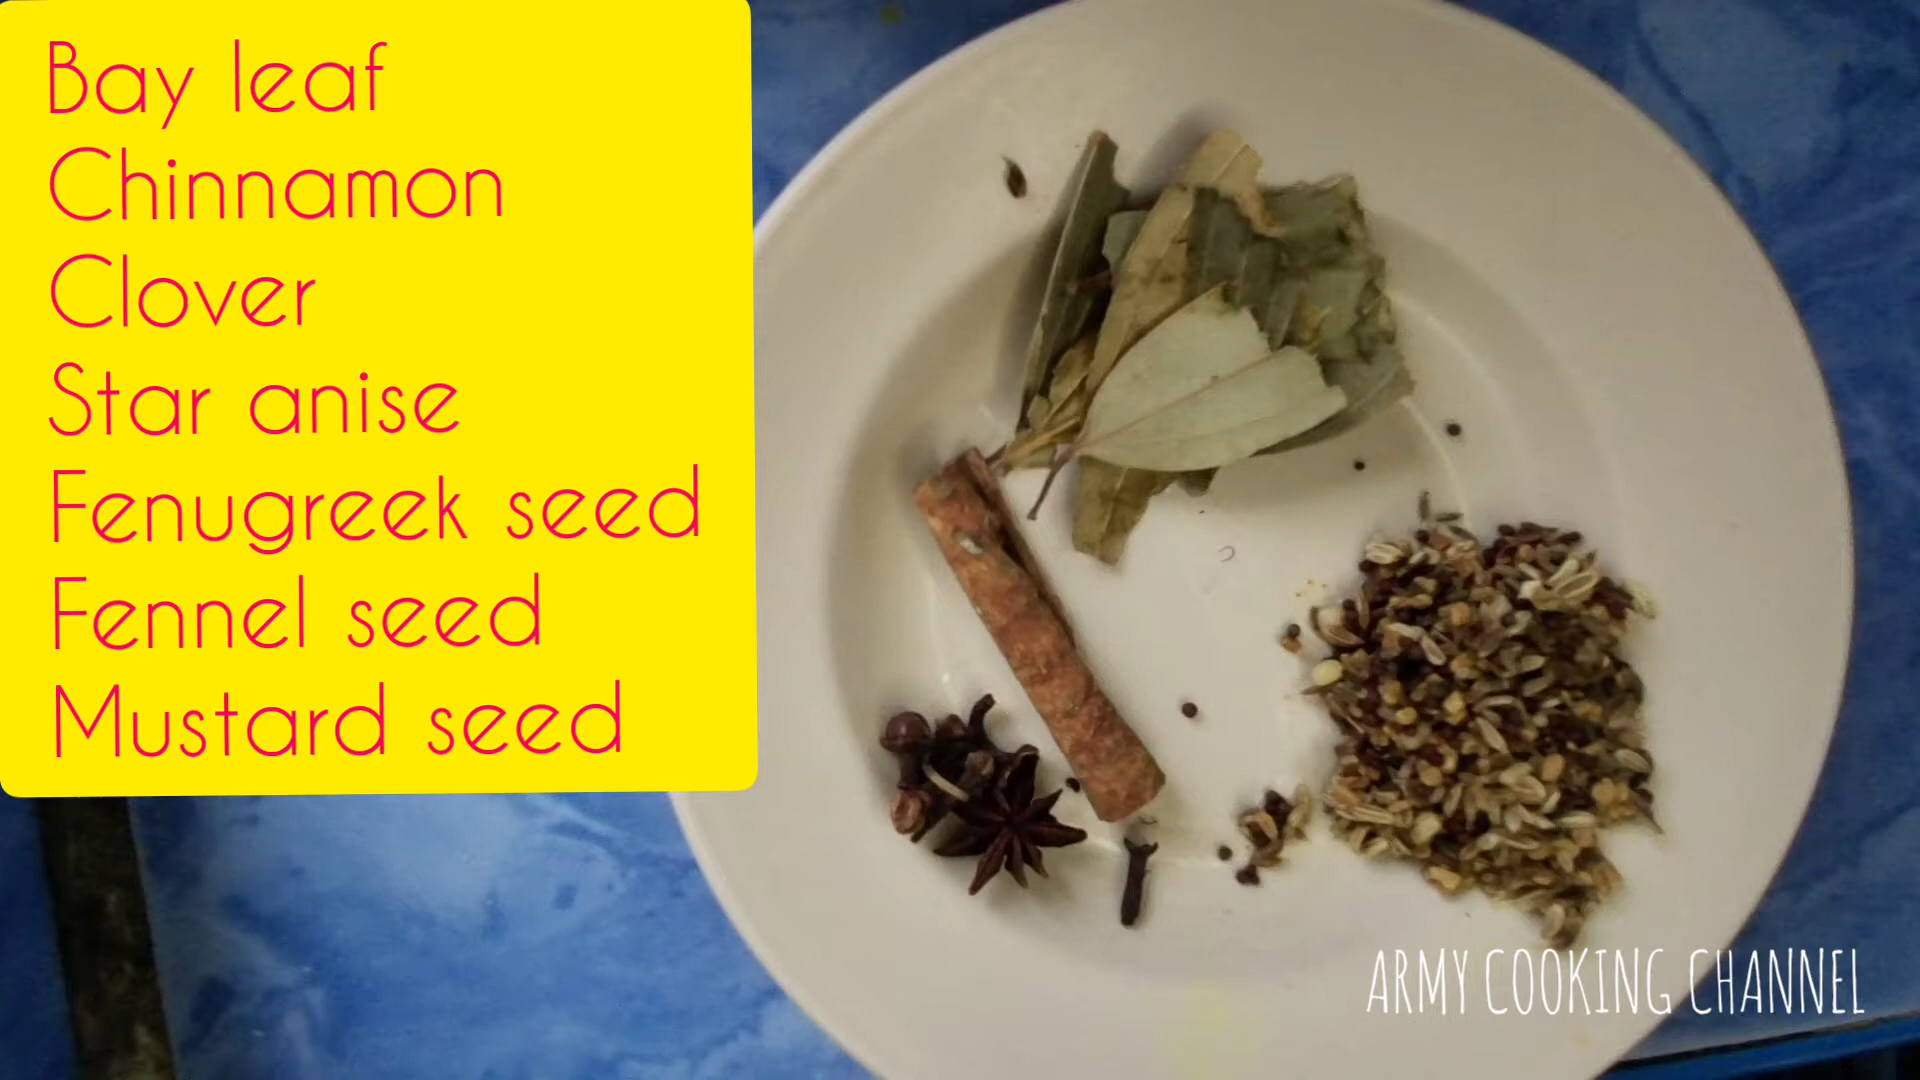 Bay leaf
Chinnamon
Clover
Star anise
Fenugreek seed
Fennel seed
Mustard seed
ARMY COOKING CHANNEL